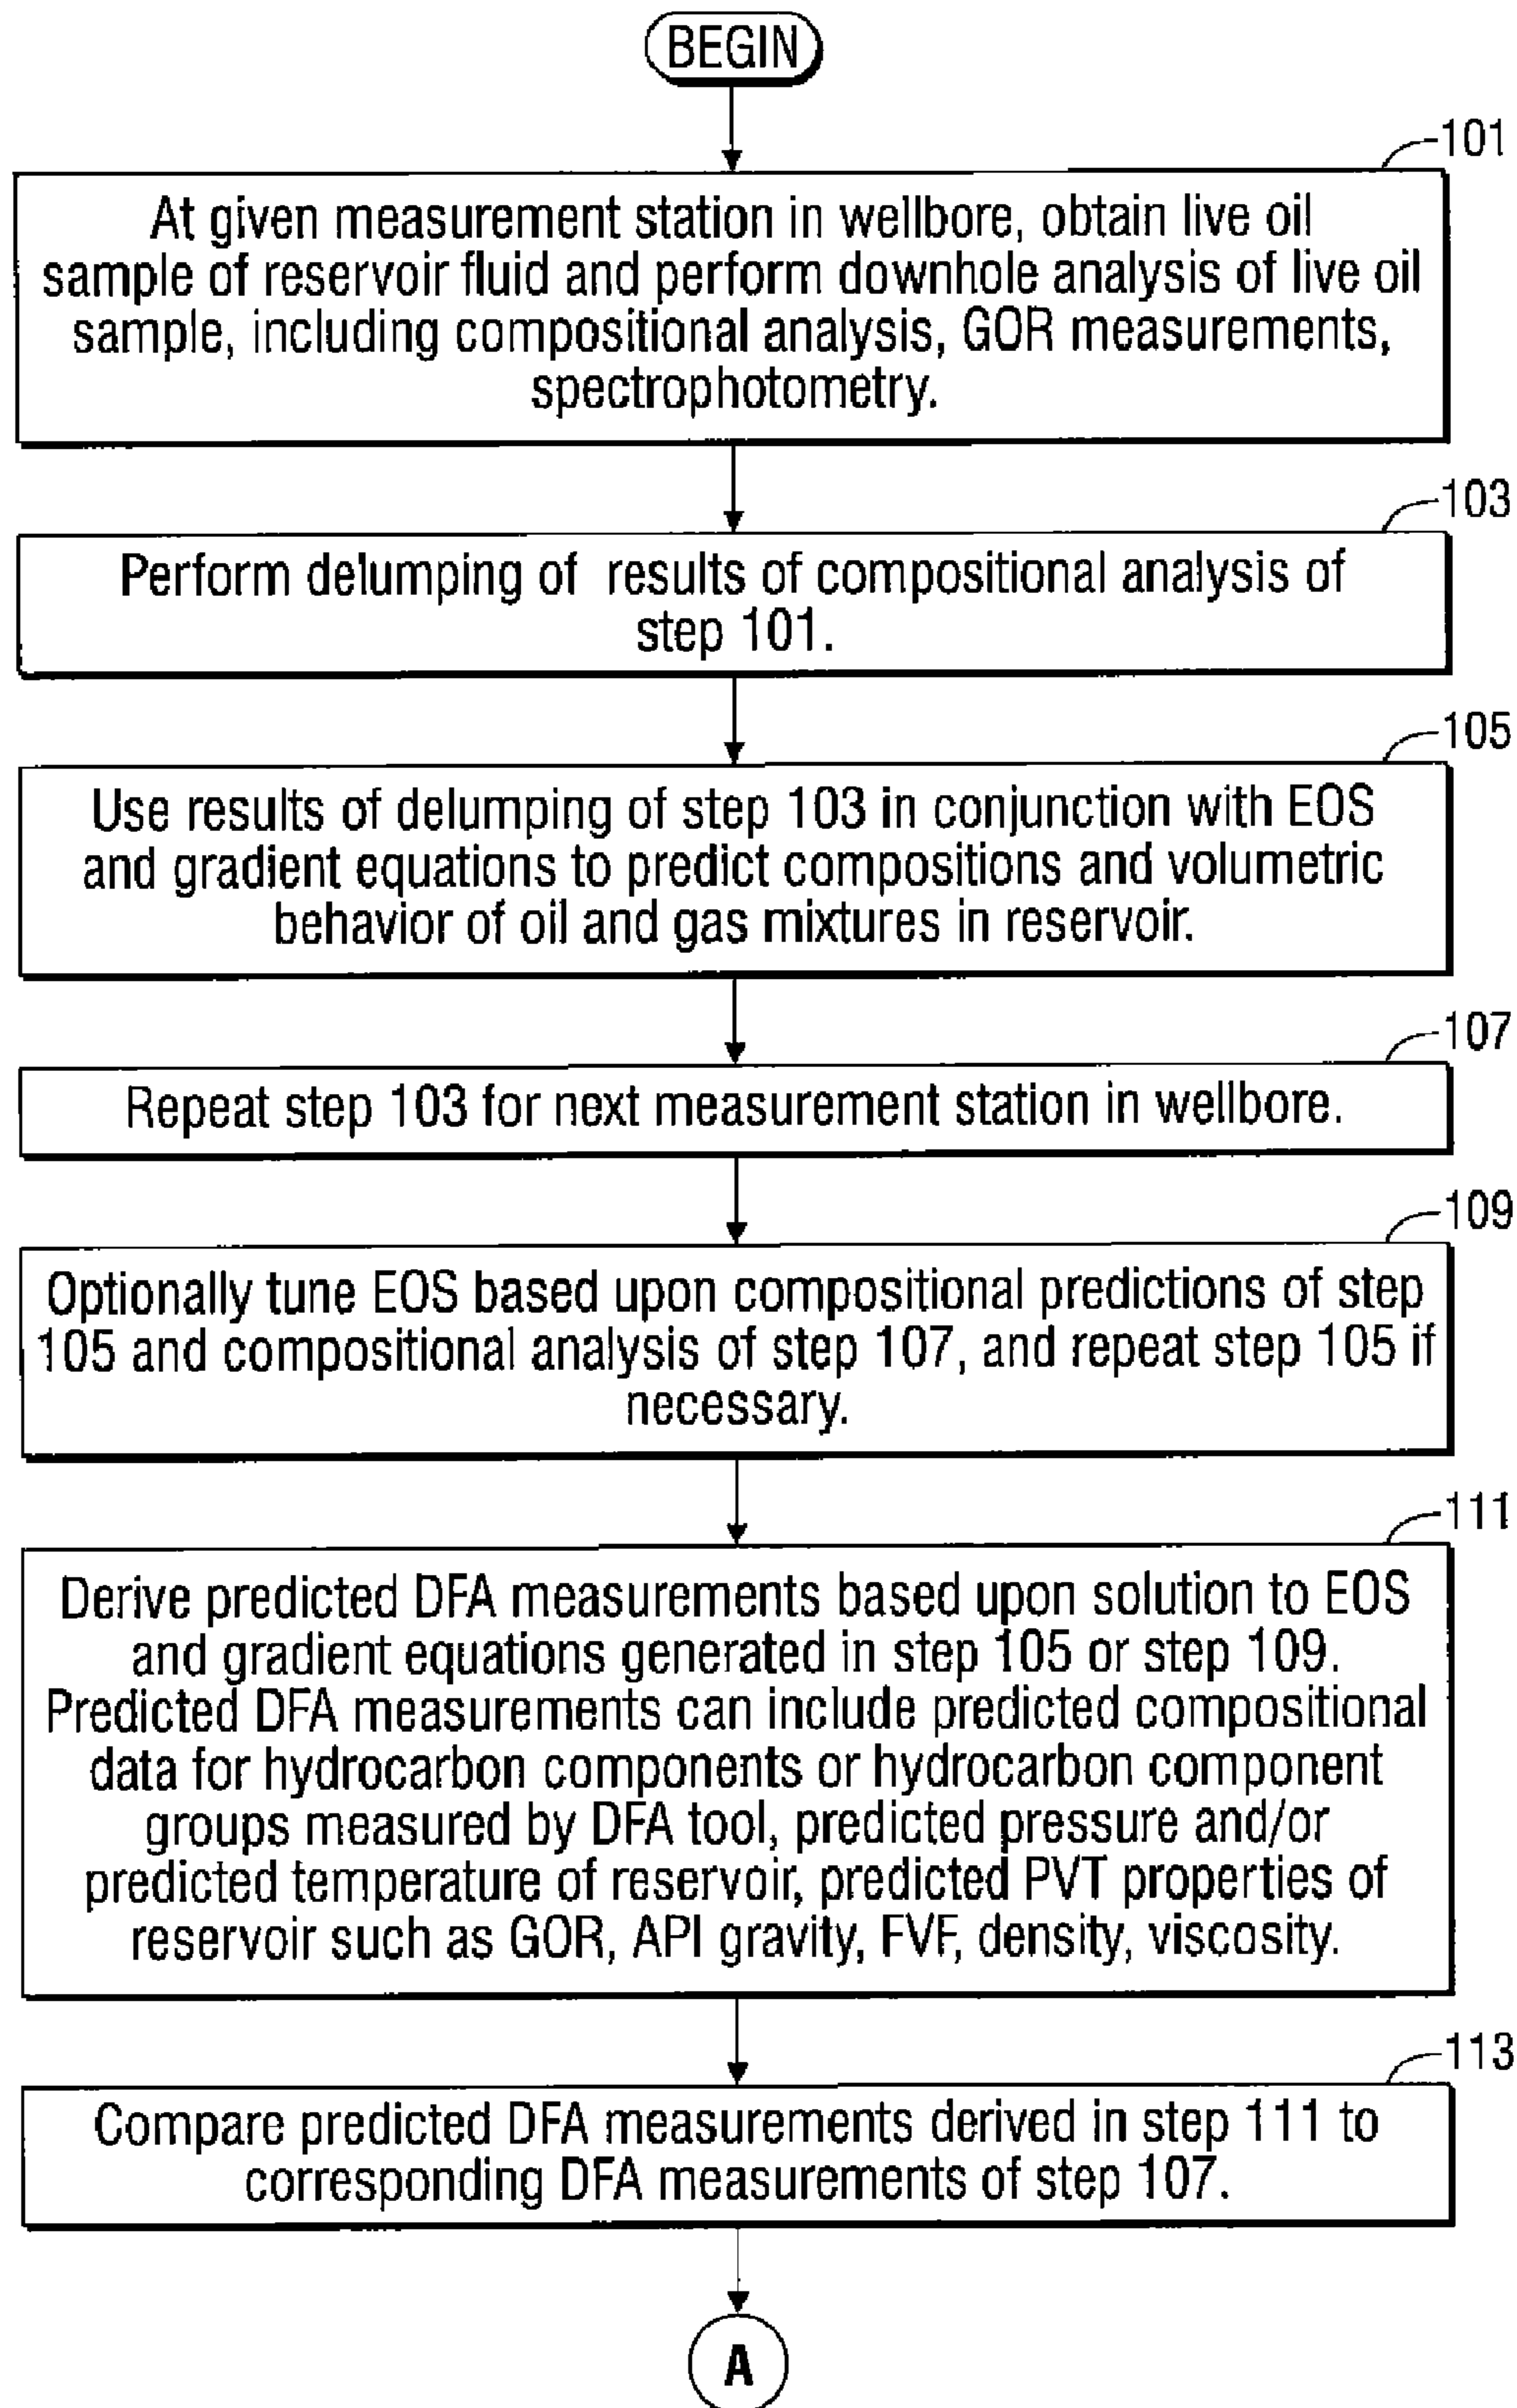 BEGIN
101
At given measurement station in wellbore, obtain live oil
sample of reservoir fluid and perform downhole analysis of live oil
sample, including compositional analysis, GOR measurements,
spectrophotometry.
103
Perform delumping of results of compositional analysis of
step 101.
105
Use results of delumping of step 103 in conjunction with EOS
and gradient equations to predict compositions and volumetric
behavior of oil and gas mixtures in reservoir.
107
Repeat step 103 for next measurement station in wellbore.
109
Optionally tune EOS based upon compositional predictions of step
105 and compositional analysis of step 107, and repeat step 105 if
necessary.
111
Derive predicted DFA measurements based upon solution to EOS
and gradient equations generated in step 105 or step 109.
Predicted DFA measurements can include predicted compositional
data for hydrocarbon components or hydrocarbon component
groups measured by DFA tool, predicted pressure and/or
predicted temperature of reservoir, predicted PVT properties of
reservoir such as GOR, API gravity, FVF, density, viscosity.
113
Compare predicted DFA measurements derived in step 111 to
corresponding DFA measurements of step 107.
A